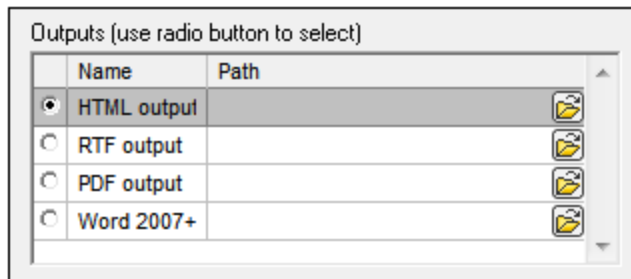 Outputs (use radio button to select)
Name Path
HTML output
RTF output
PDF output
Word 2007+